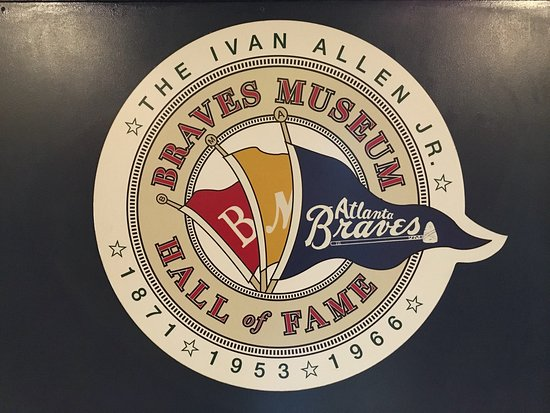 THE IVAN ALLEN JR.
BRAVES MUSEUM
B
M
A
B
M
Atlanta
Braves
HALL of FAME
1871 1953 1966